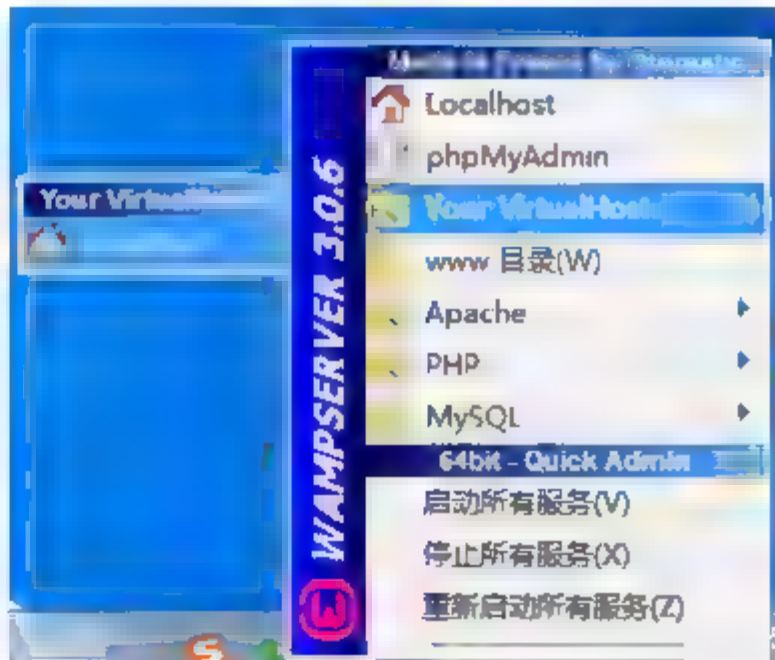 Your
Localhost
phpMyAdmin
Your VirtualHosts
www 目录(W)
Apache
PHP
MySQL
64bit - Quick Admin
启动所有服务(V)
停止所有服务(X)
重新启动所有服务(Z)
WAMPSERVER 3.0.6